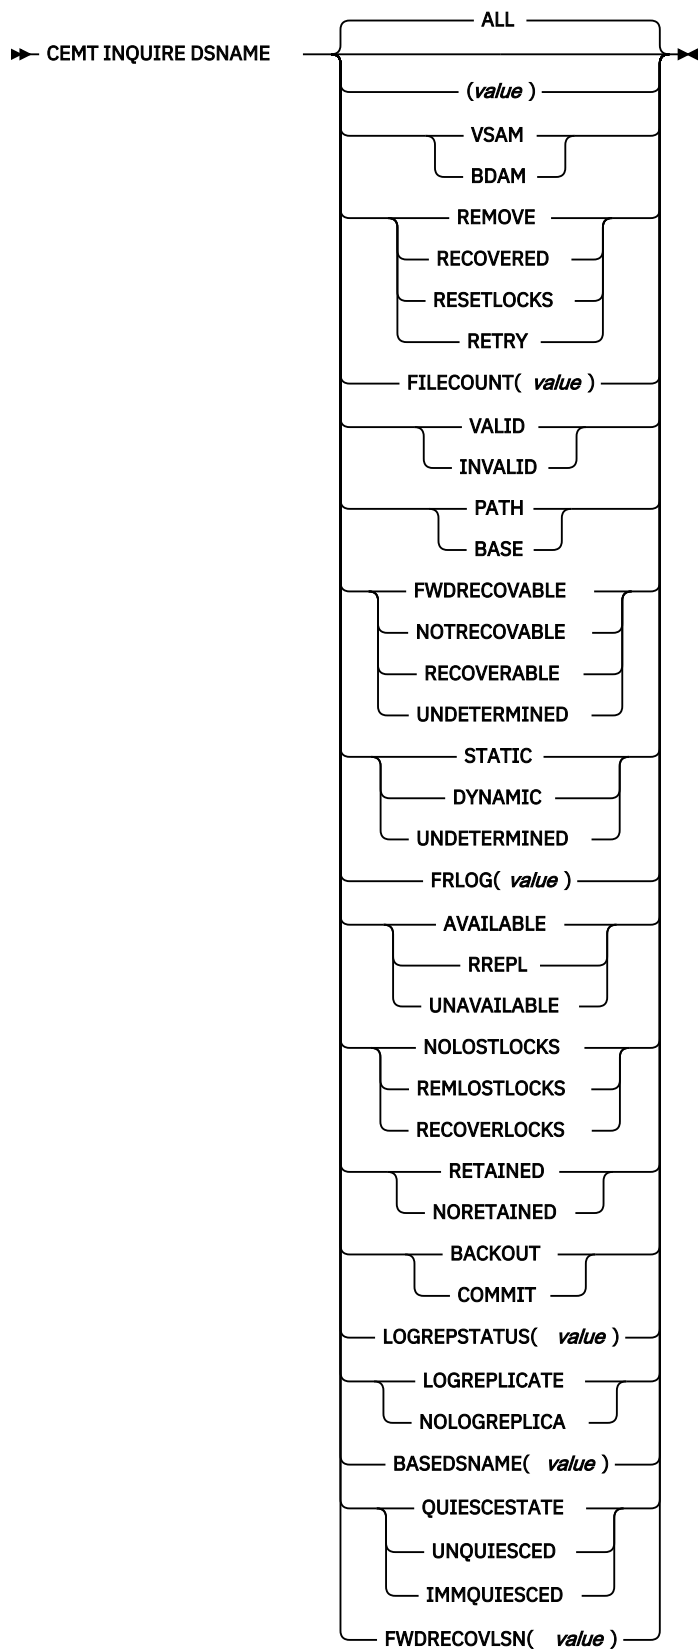 ALL
CEMT INQUIRE DSNAME
(value )
VSAM
BDAM
REMOVE
RECOVERED
RESETLOCKS
RETRY
FILECOUNT( value )
VALID
INVALID
PATH
BASE
FWDRECOVABLE
NOTRECOVABLE
RECOVERABLE
UNDETERMINED
STATIC
DYNAMIC
UNDETERMINED
FRLOG( value )
AVAILABLE
RREPL
UNAVAILABLE
NOLOSTLOCKS
REMLOSTLOCKS
RECOVERLOCKS
RETAINED
NORETAINED
BACKOUT
COMMIT
LOGREPSTATUS( value )
LOGREPLICATE
NOLOGREPLICA
BASEDSNAME( value )
QUIESCESTATE
UNQUIESCED
IMMQUIESCED
FWDRECOVLSN( value )